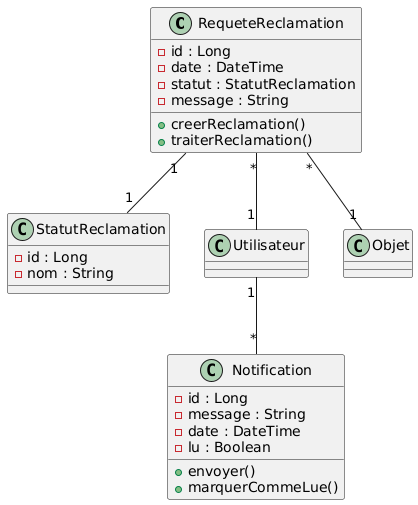 C RequeteReclamation
id : Long
date : DateTime
statut : StatutReclamation
message : String
creerReclamation()
traiterReclamation()
1 * *
1 1 1
C StatutReclamation
id : Long
nom : String
C Utilisateur
C Objet
1
*
C Notification
id : Long
message : String
date : DateTime
lu : Boolean
envoyer()
marquerCommeLue()